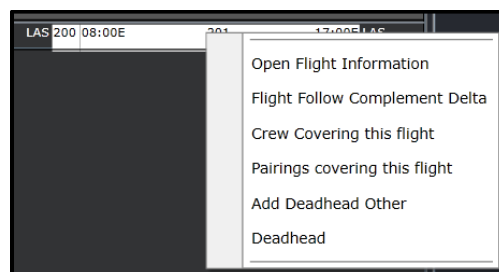 LAS 200 08:00E 201 17:00E LAS
Open Flight Information
Flight Follow Complement Delta
Crew Covering this flight
Pairings covering this flight
Add Deadhead Other
Deadhead